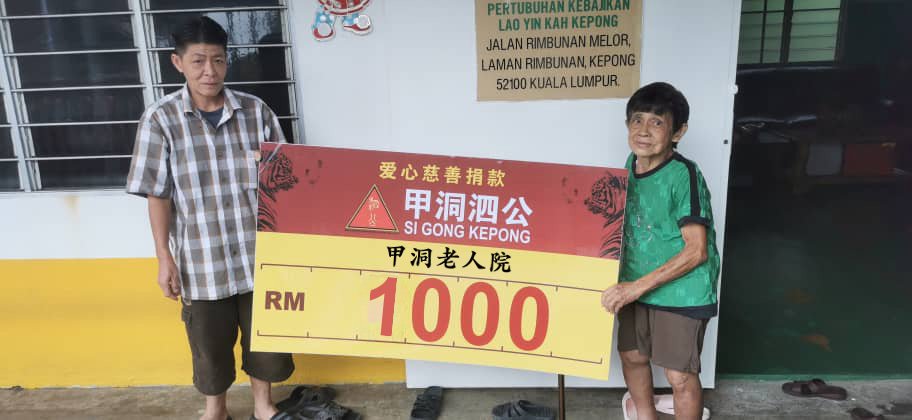 PERTUBUHAN KEBAJIKAN
LAO YIN KAH KEPONG
JALAN RIMBUNAN MELOR,
LAMAN RIMBUNAN, KEPONG
52100 KUALA LUMPUR.
爱心慈善捐款
甲洞泗公
SI GONG KEPONG
甲洞老人院
RM 1000